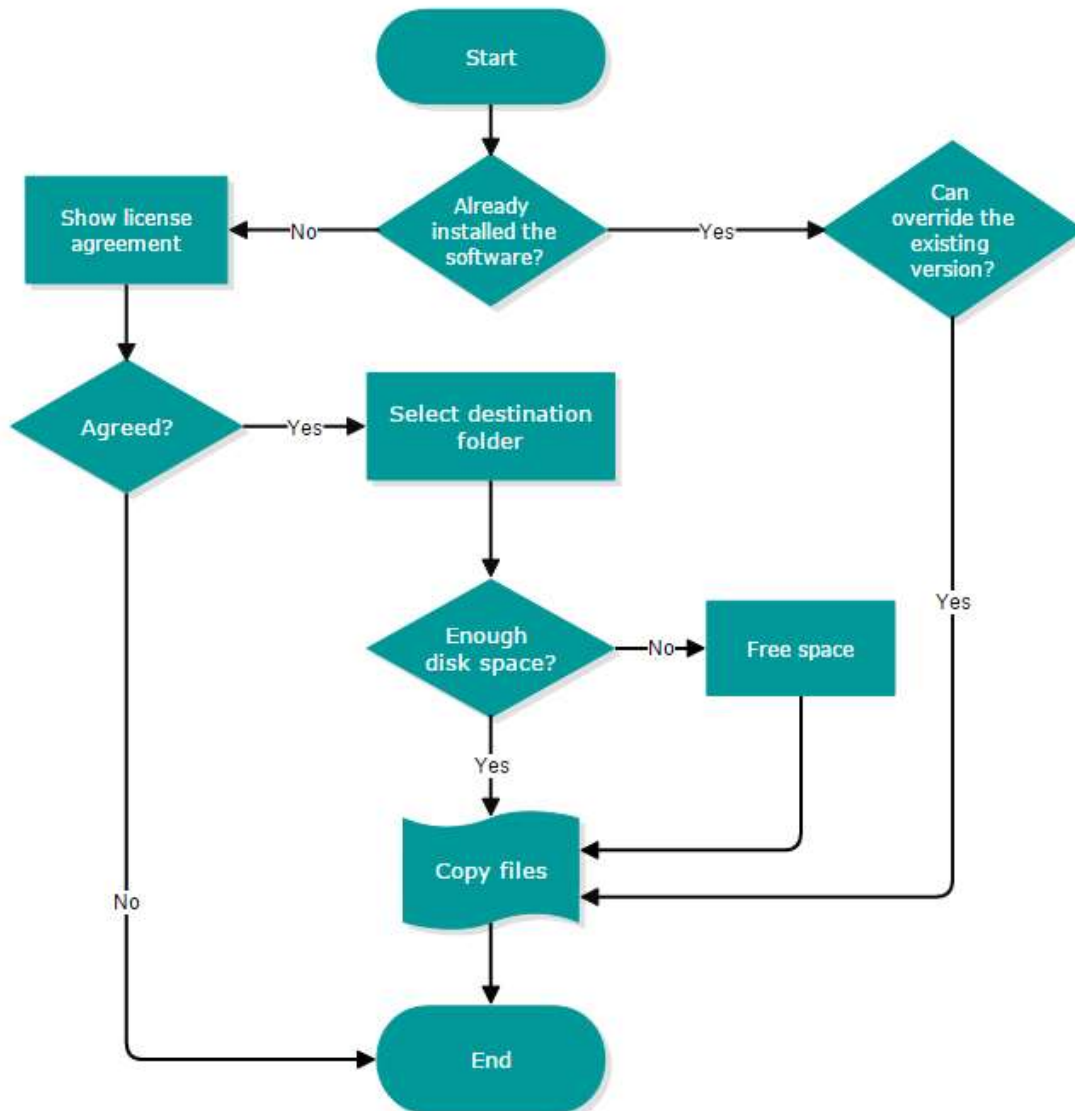 Start
Already
installed the
software?
No
Yes
Show license
agreement
Can
override the
existing
version?
Agreed?
Yes
Select destination
folder
Enough
disk space?
No
Free space
Yes
Yes
Copy files
No
End